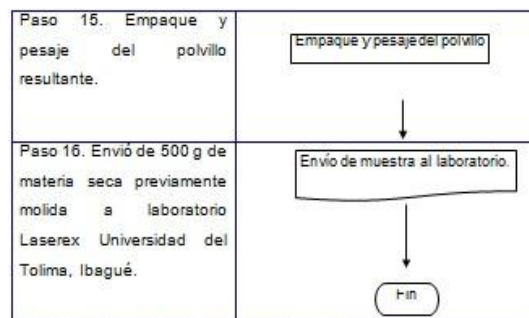 Paso 15. Empaque y
pesaje del polvillo
resultante.
Empaque y pesaje del polvillo
Paso 16. Envió de 500 g de
materia seca previamente
molida a laboratorio
Laserex Universidad del
Tolima, Ibagué.
Envío de muestra al laboratorio.
Fin